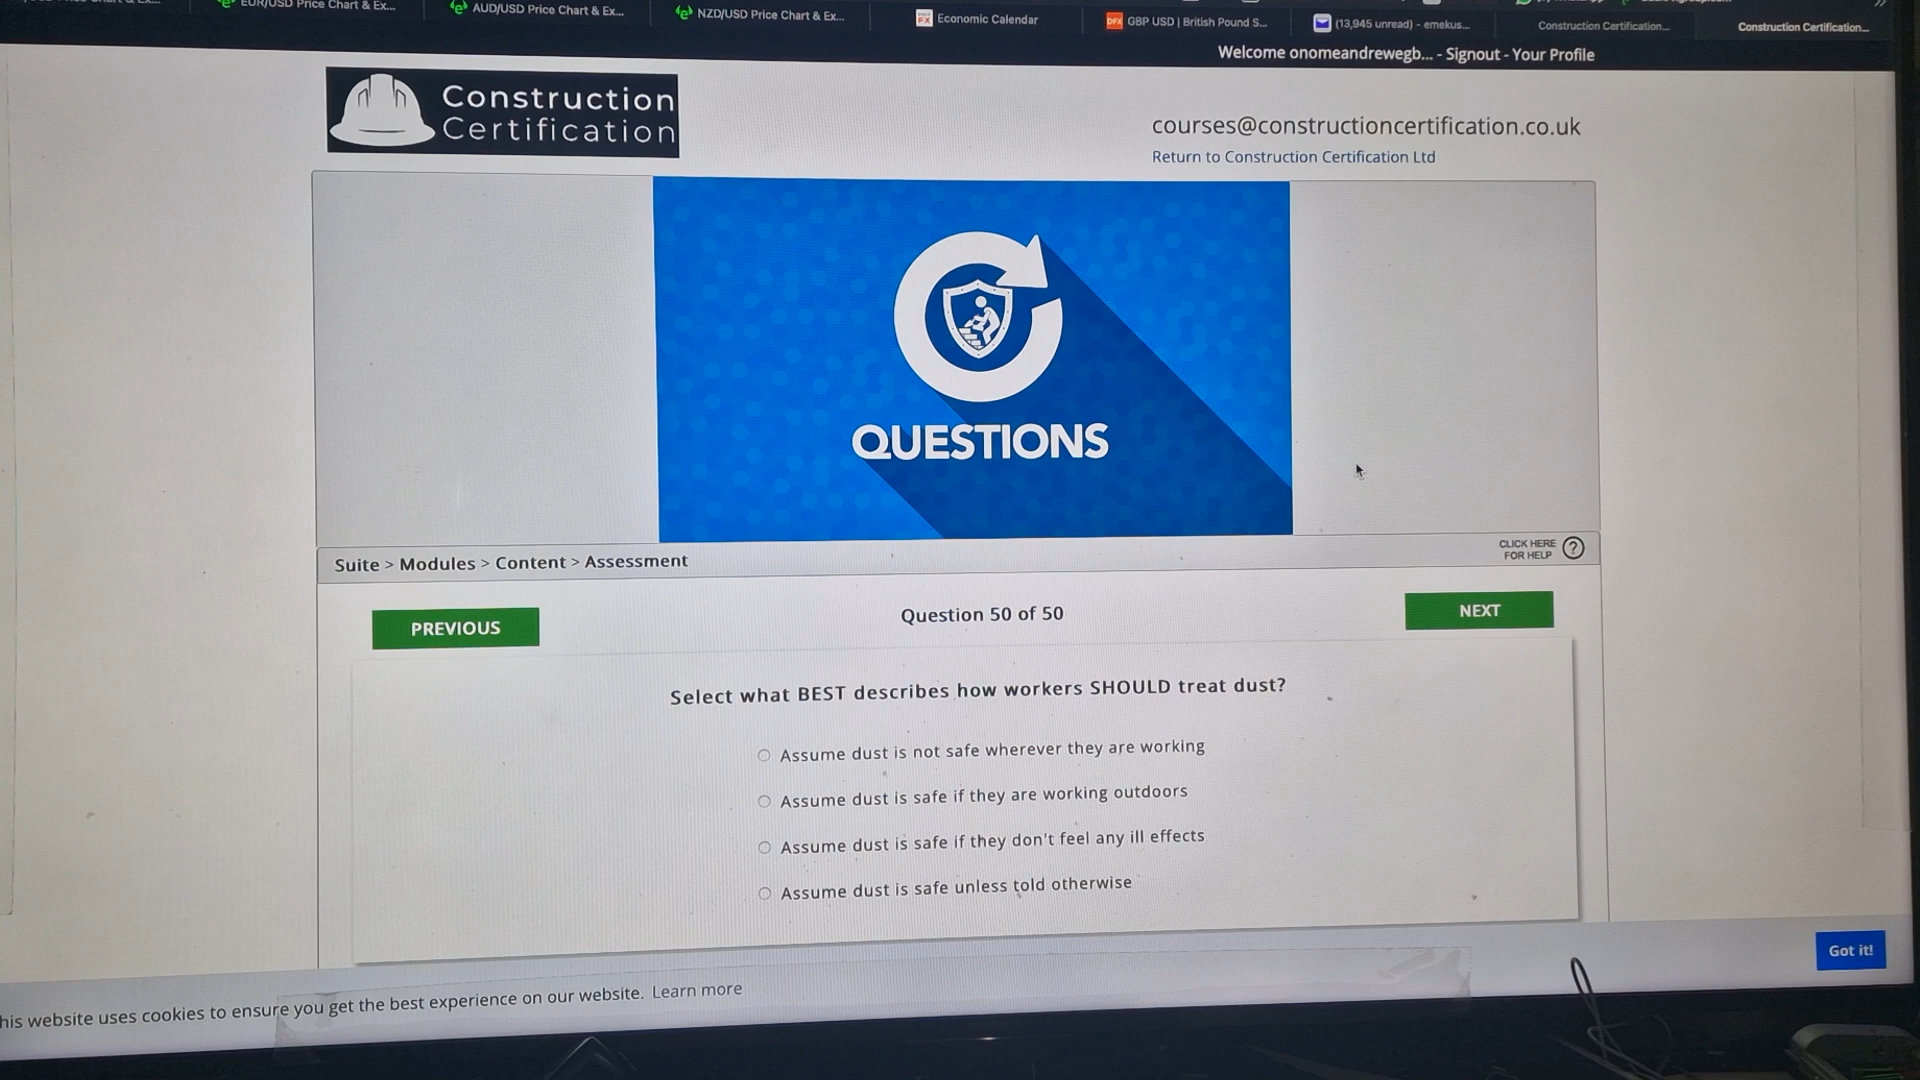 EUR/USD Price Chart & Ex...
AUD/USD Price Chart & Ex...
NZD/USD Price Chart & Ex...
Economic Calendar
GBP USD | British Pound S...
(13,945 unread) - emekus...
Construction Certification...
Construction Certification...
Welcome onomeandrewegb... - Signout - Your Profile
Construction
Certification
courses@constructioncertification.co.uk
Return to Construction Certification Ltd
QUESTIONS
Suite > Modules > Content > Assessment
CLICK HERE
FOR HELP ?
PREVIOUS
Question 50 of 50
NEXT
Select what BEST describes how workers SHOULD treat dust?
Assume dust is not safe wherever they are working
Assume dust is safe if they are working outdoors
Assume dust is safe if they don't feel any ill effects
Assume dust is safe unless told otherwise
Got it!
his website uses cookies to ensure you get the best experience on our website. Learn more